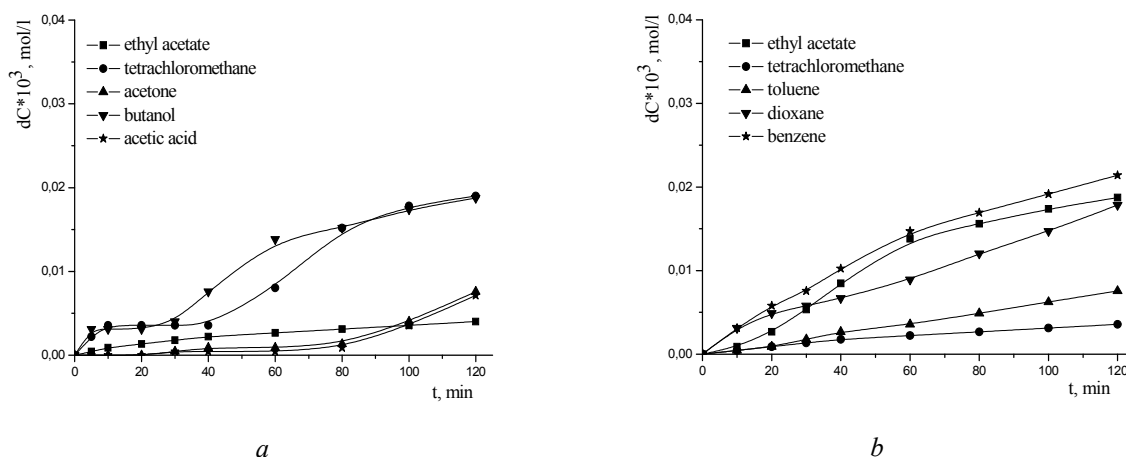 0,04
0,03
0,02
0,01
0,00
dC*10³, mol/l
ethyl acetate
tetrachloromethane
acetone
butanol
acetic acid
0 20 40 60 80 100 120
t, min
a
0,04
0,03
0,02
0,01
0,00
dC*10³, mol/l
ethyl acetate
tetrachloromethane
toluene
dioxane
benzene
0 20 40 60 80 100 120
t, min
b